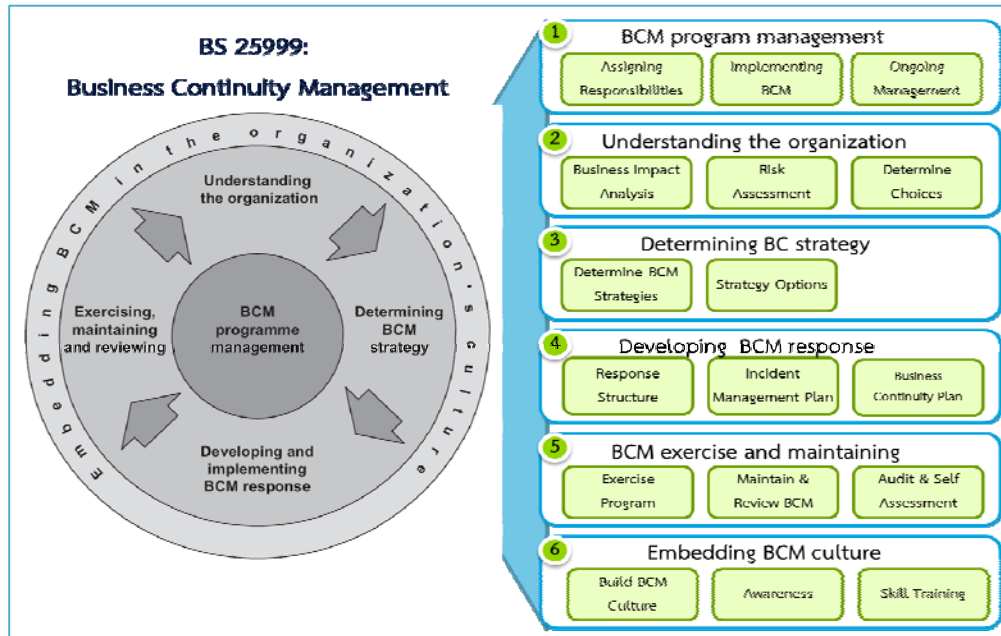 BS 25999:
Business Continuity Management
Embedding BCM in the organization's culture
Understanding
the organization
Exercising,
maintaining
and reviewing
BCM
programme
management
Determining
BCM
strategy
Developing and
implementing
BCM response
1
BCM program management
Assigning
Responsibilities
Implementing
BCM
Ongoing
Management
2
Understanding the organization
Business Impact
Analysis
Risk
Assessment
Determine
Choices
3
Determining BC strategy
Determine BCM
Strategies
Strategy Options
4
Developing BCM response
Response
Structure
Incident
Management Plan
Business
Continuity Plan
5
BCM exercise and maintaining
Exercise
Program
Maintain &
Review BCM
Audit & Self
Assessment
6
Embedding BCM culture
Build BCM
Culture
Awareness
Skill Training